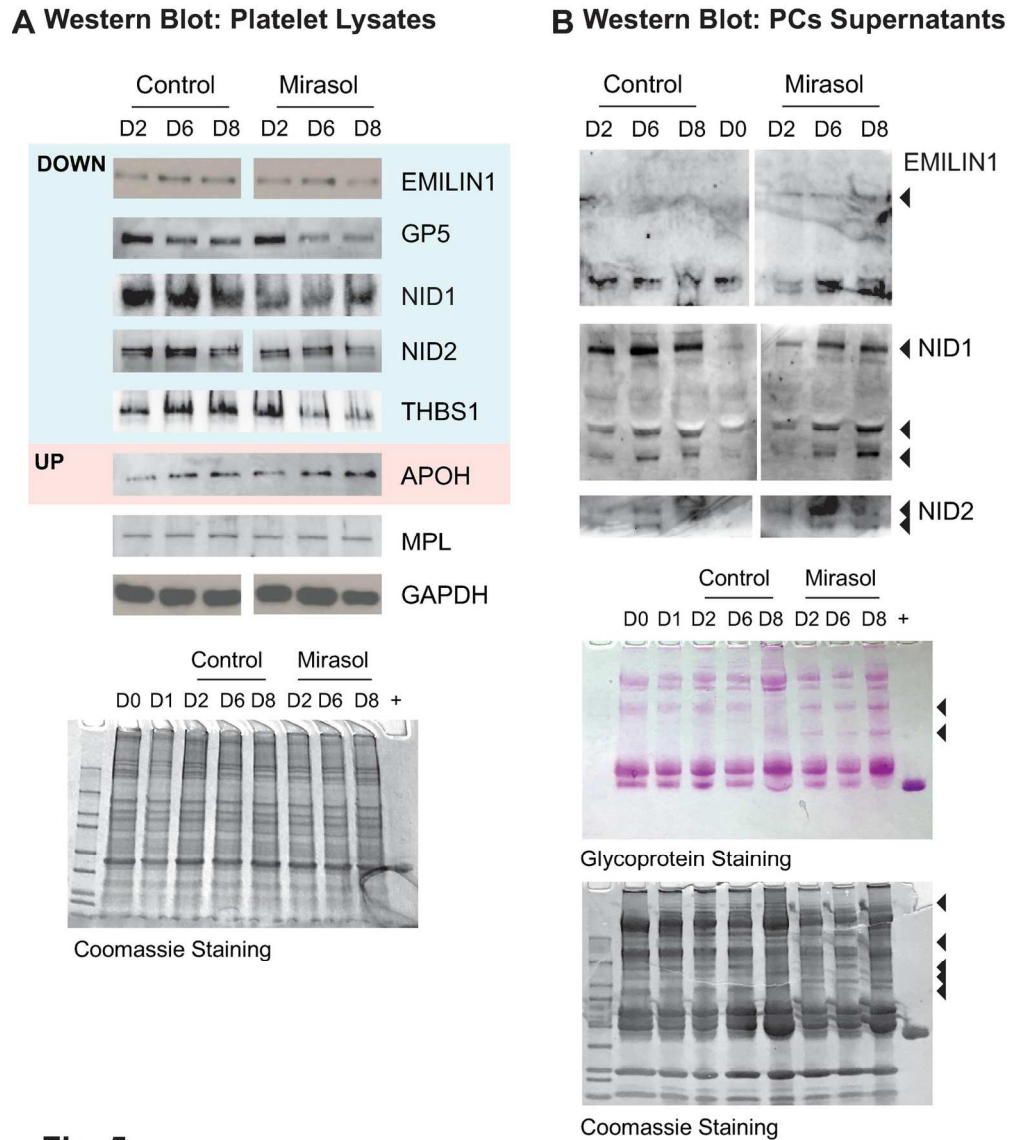 A Western Blot: Platelet Lysates
Control Mirasol
D2 D6 D8 D2 D6 D8
DOWN
EMILIN1
GP5
NID1
NID2
THBS1
UP
APOH
MPL
GAPDH
Control Mirasol
D0 D1 D2 D6 D8 D2 D6 D8 +
Coomassie Staining
B Western Blot: PCs Supernatants
Control Mirasol
D2 D6 D8 D0 D2 D6 D8
EMILIN1
NID1
NID2
Control Mirasol
D0 D1 D2 D6 D8 D2 D6 D8 +
Glycoprotein Staining
Coomassie Staining